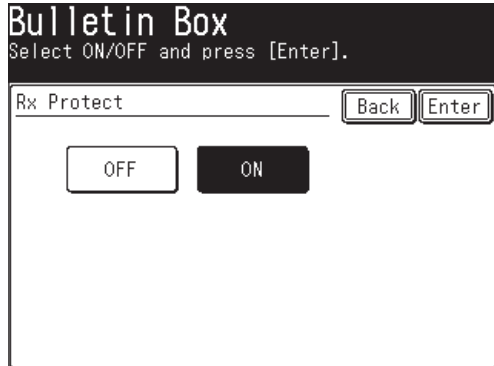 Bulletin Box
Select ON/OFF and press [Enter].
Rx Protect Back Enter
OFF ON